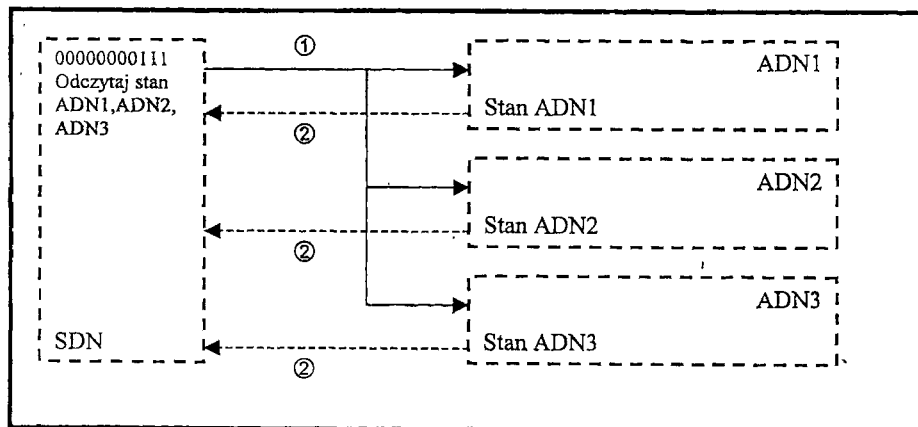 00000000111
Odczytaj stan
ADN1,ADN2,
ADN3
SDN
①
②
②
②
ADN1
Stan ADN1
ADN2
Stan ADN2
ADN3
Stan ADN3